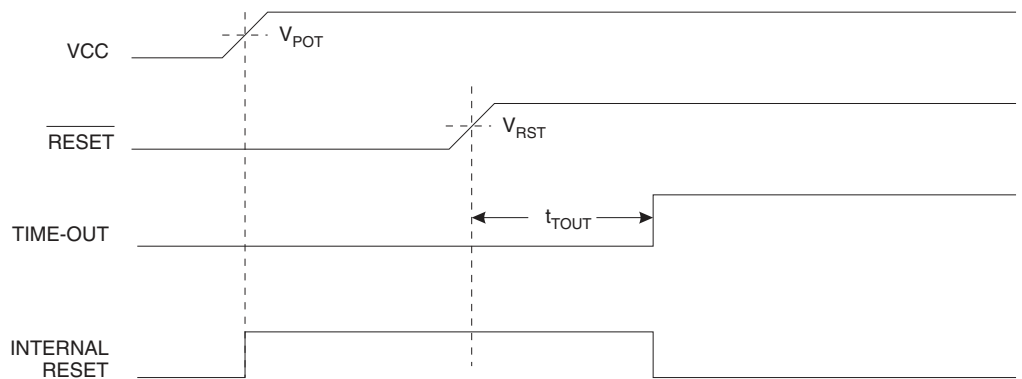 VCC
V_POT
RESET
V_RST
TIME-OUT
t_TOUT
INTERNAL
RESET